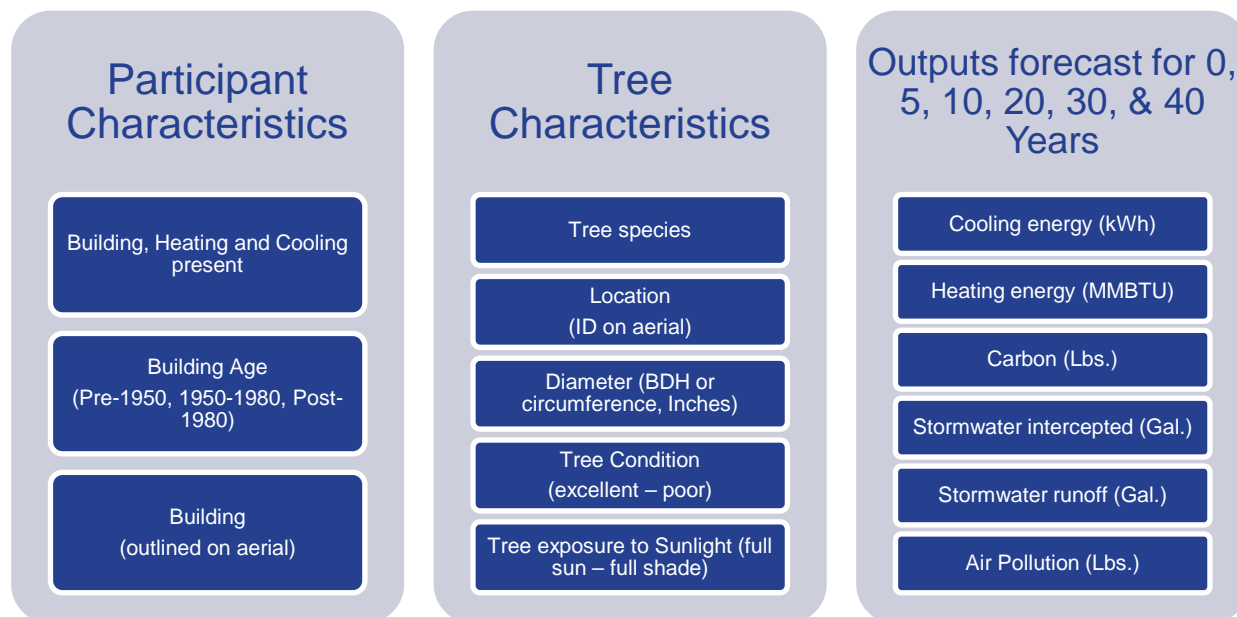 Participant
Characteristics
Building, Heating and Cooling
present
Building Age
(Pre-1950, 1950-1980, Post-
1980)
Building
(outlined on aerial)
Tree
Characteristics
Tree species
Location
(ID on aerial)
Diameter (BDH or
circumference, Inches)
Tree Condition
(excellent – poor)
Tree exposure to Sunlight (full
sun – full shade)
Outputs forecast for 0,
5, 10, 20, 30, & 40
Years
Cooling energy (kWh)
Heating energy (MMBTU)
Carbon (Lbs.)
Stormwater intercepted (Gal.)
Stormwater runoff (Gal.)
Air Pollution (Lbs.)